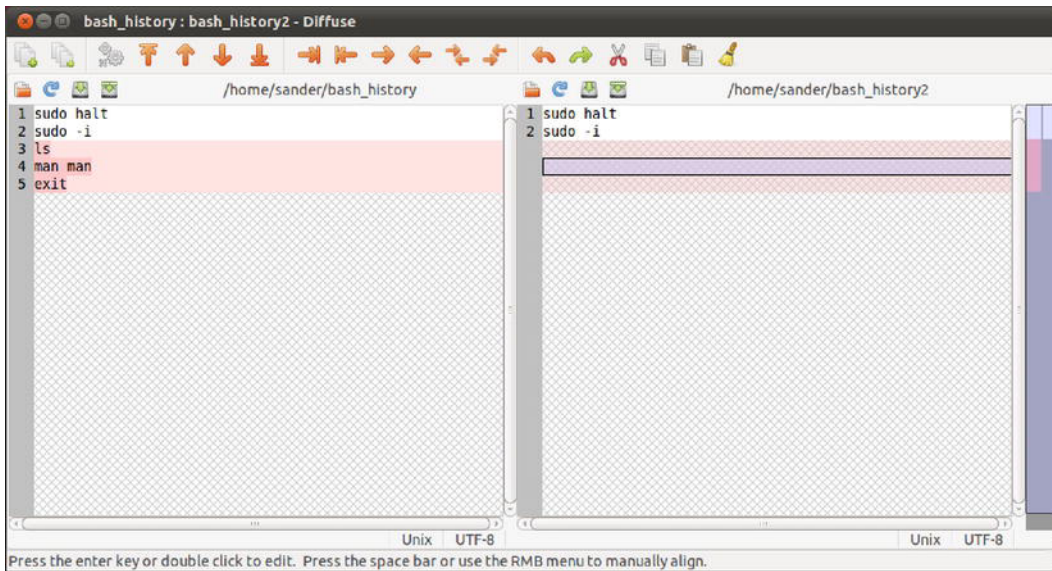 bash_history : bash_history2 - Diffuse
/home/sander/bash_history
/home/sander/bash_history2
1 sudo halt
2 sudo -i
3 ls
4 man man
5 exit
1 sudo halt
2 sudo -i
Unix UTF-8
Unix UTF-8
Press the enter key or double click to edit. Press the space bar or use the RMB menu to manually align.